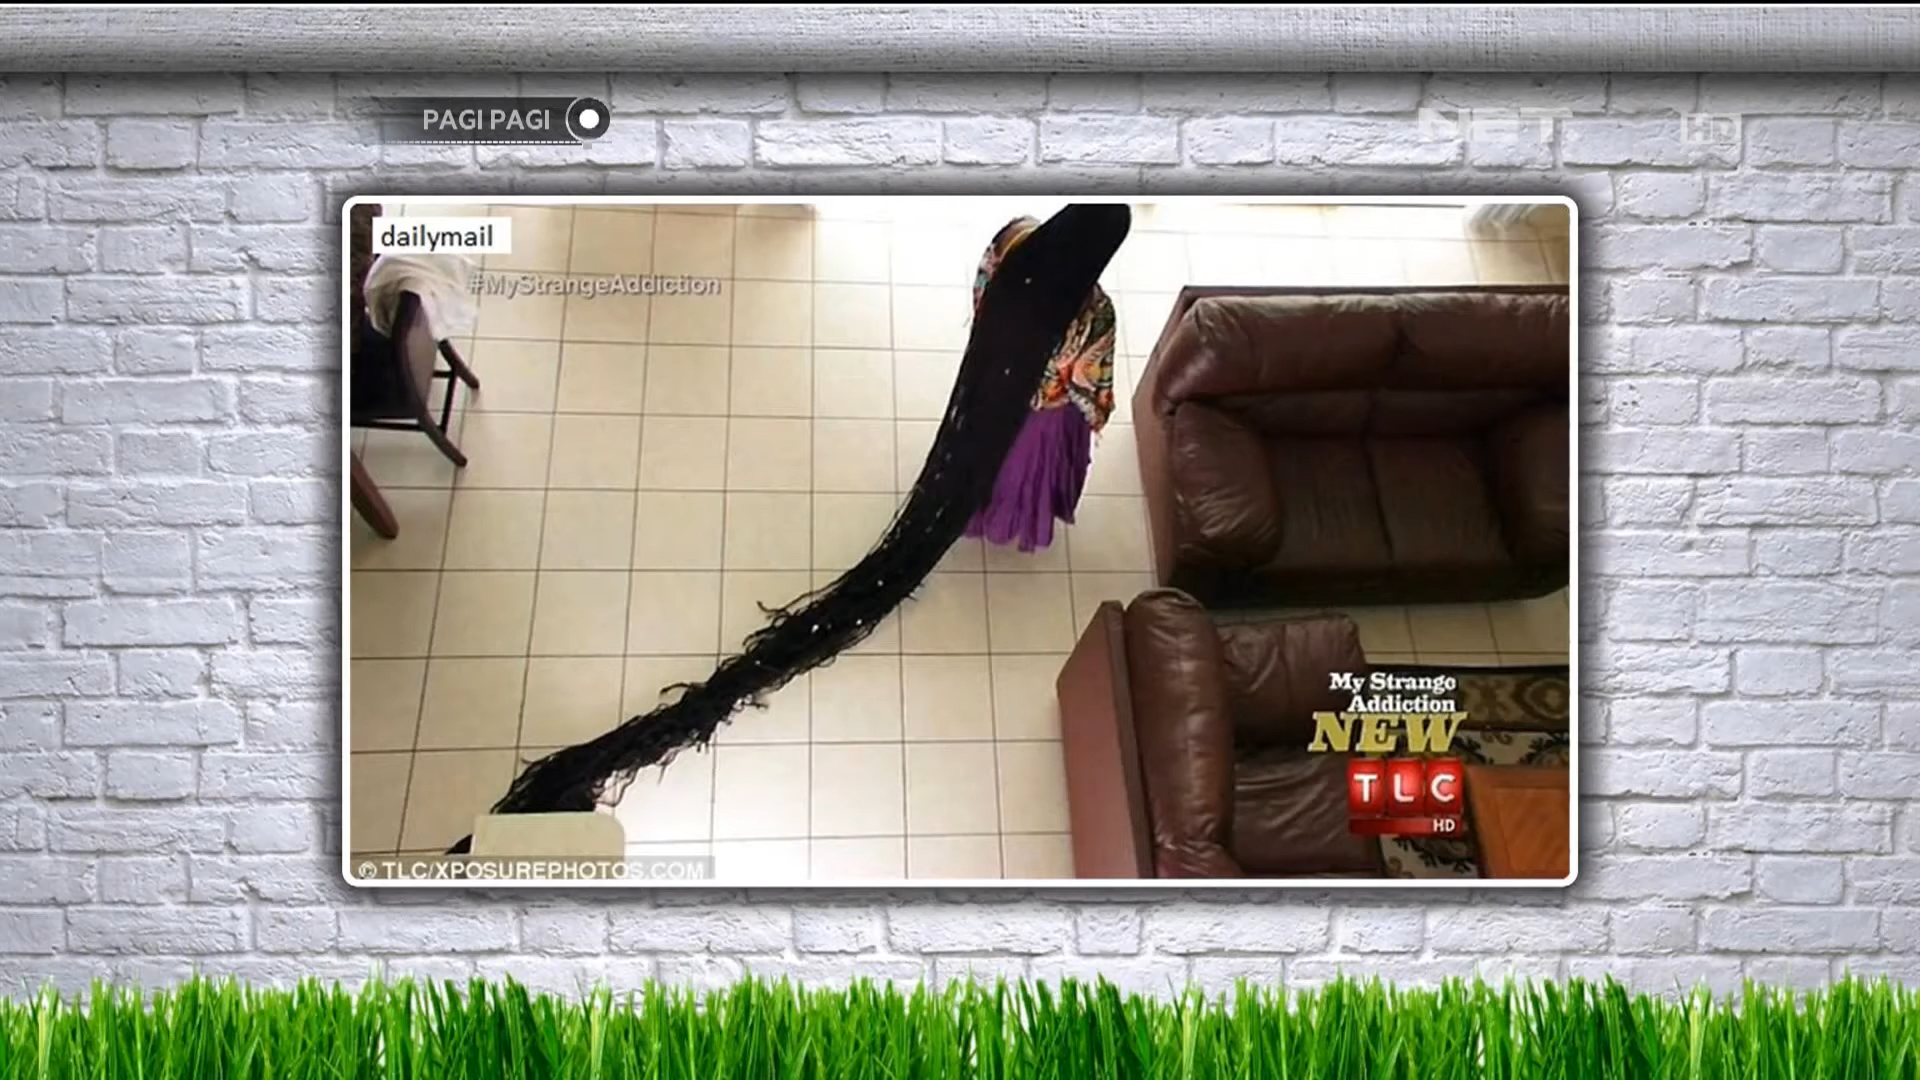 PAGI PAGI
NET
HD
dailymail
#MyStrangeAddiction
My Strange
Addiction
NEW
TLC
HD
© TLC/XPOSUREPHOTOS.COM